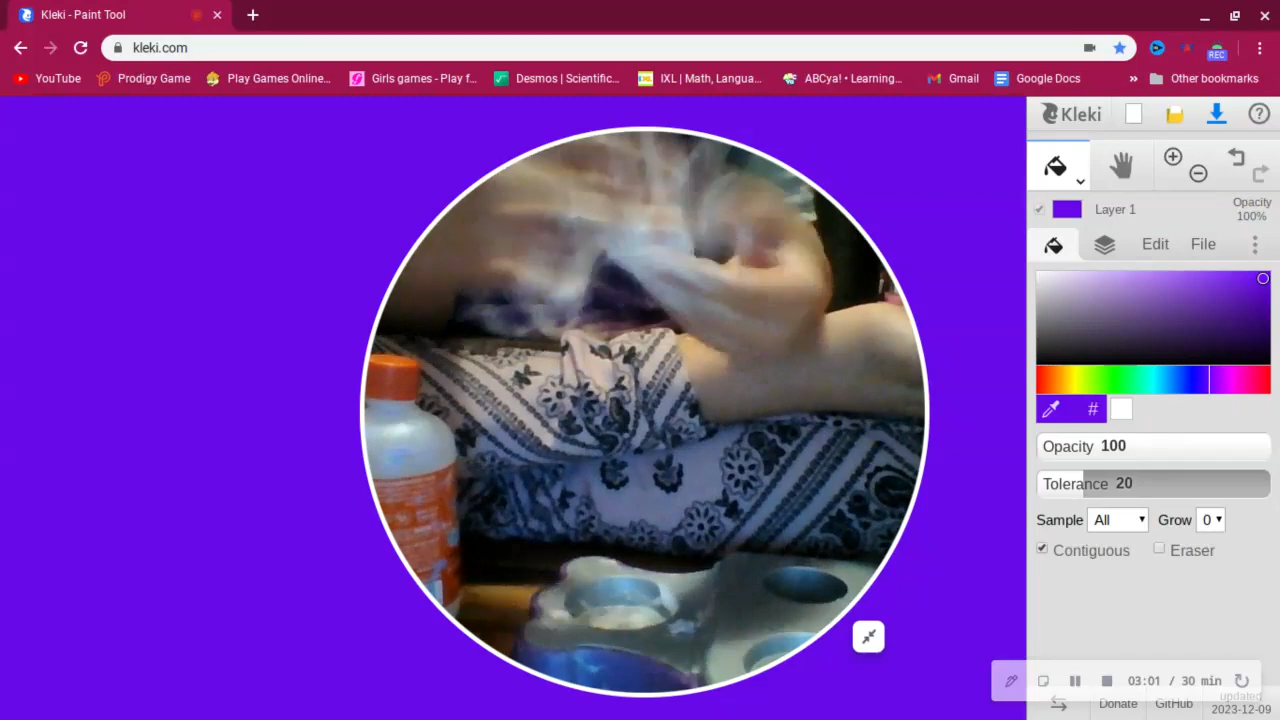 Kleki - Paint Tool
kleki.com
REC
YouTube
Prodigy Game
Play Games Online...
Girls games - Play f...
Desmos | Scientific...
IXL | Math, Langua...
ABCya! • Learning...
Gmail
Google Docs
»
Other bookmarks
Kleki
Layer 1
Opacity
100%
Edit
File
#
Opacity 100
Tolerance 20
Sample All
Grow 0
Contiguous
Eraser
03:01 / 30 min
Donate
GitHub
updated
2023-12-09